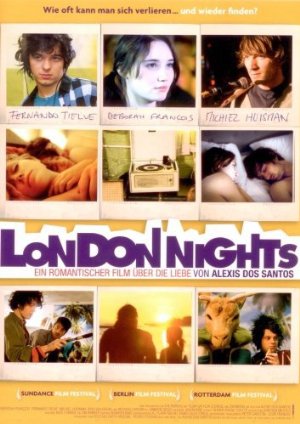 Wie oft kann man sich verlieren... und wieder finden?
FERNANDO TIELVE DEBORAH FRANÇOIS MICHIEL HUISMAN
LONDON NIGHTS
EIN ROMANTISCHER FILM ÜBER DIE LIEBE VON ALEXIS DOS SANTOS
SUNDANCE FILM FESTIVAL BERLIN FILM FESTIVAL ROTTERDAM FILM FESTIVAL